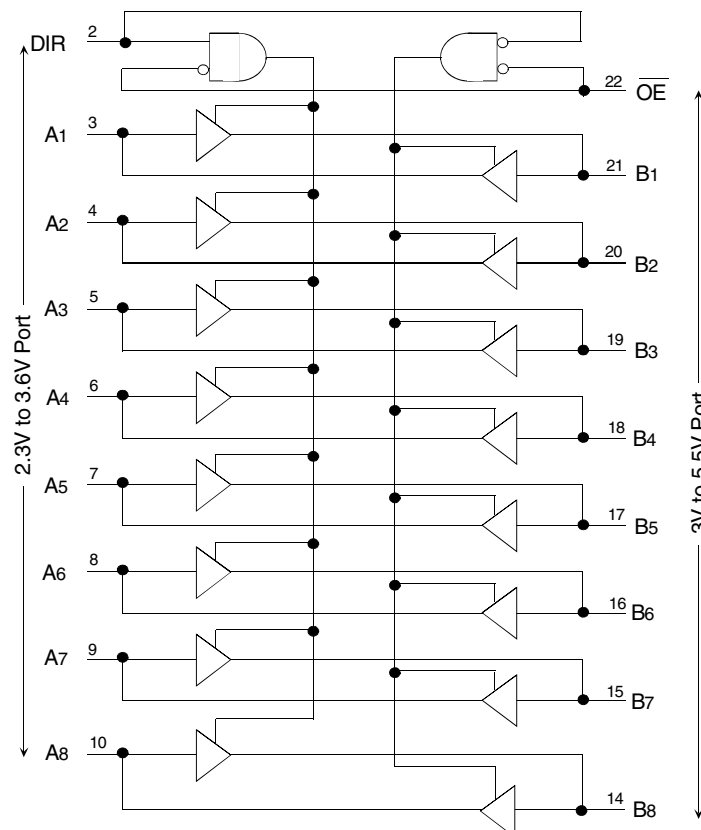 DIR 2
22 OE
A1 3
21 B1
A2 4
20 B2
A3 5
19 B3
A4 6
18 B4
A5 7
17 B5
A6 8
16 B6
A7 9
15 B7
A8 10
14 B8
2.3V to 3.6V Port
3V to 5.5V Port